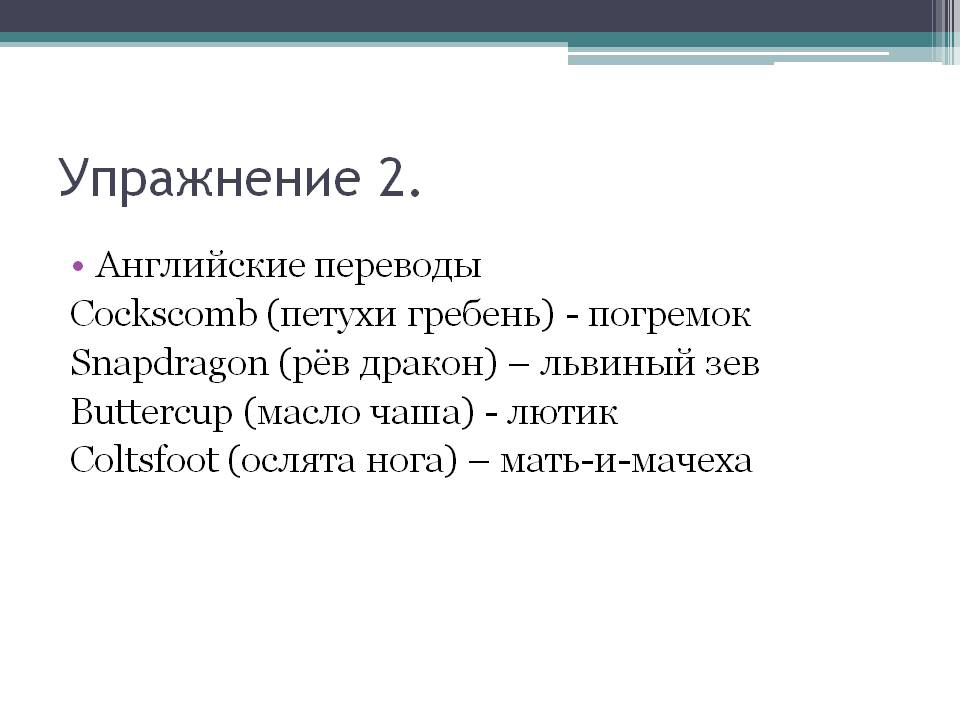 Упражнение 2.
• Английские переводы
Cockscomb (петухи гребень) - погремок
Snapdragon (рёв дракон) – львиный зев
Buttercup (масло чаша) - лютик
Coltsfoot (ослята нога) – мать-и-мачеха